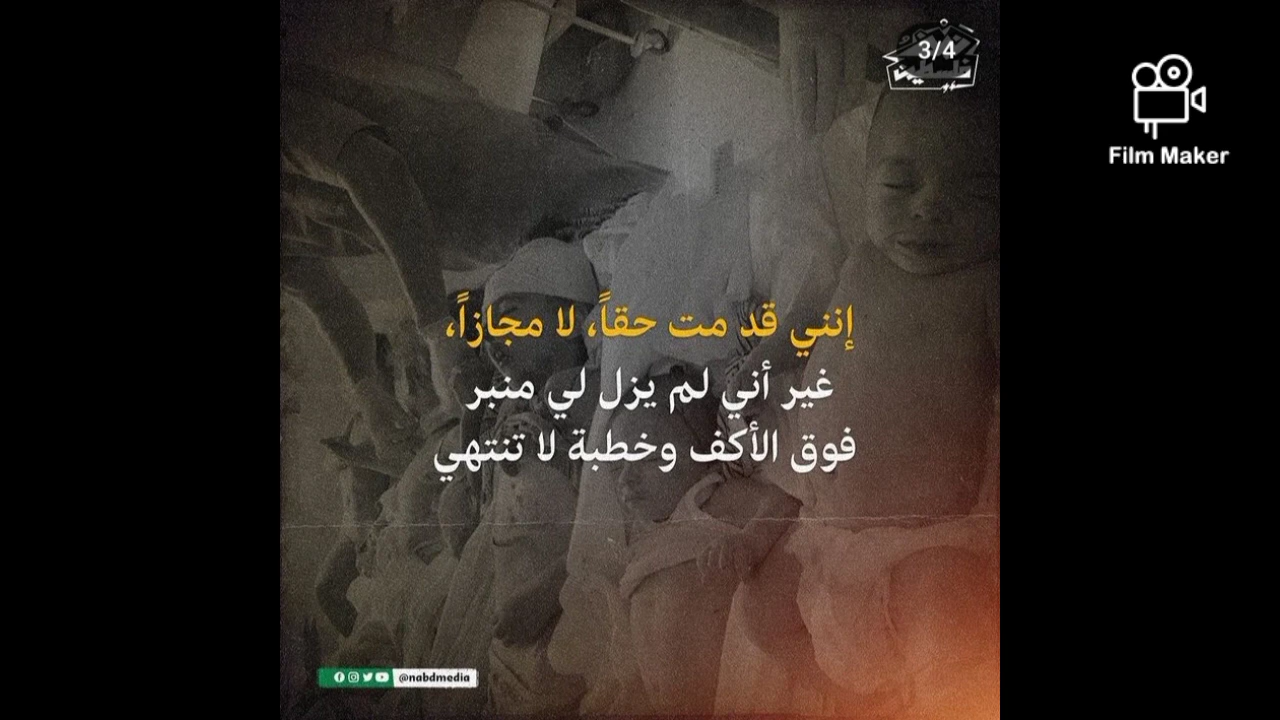 3/4
فلسطين
Film Maker
إنني قد مت حقاً، لا مجازاً،
غير أني لم يزل لي منبر
فوق الأكف وخطبة لا تنتهي
@nabdmedia